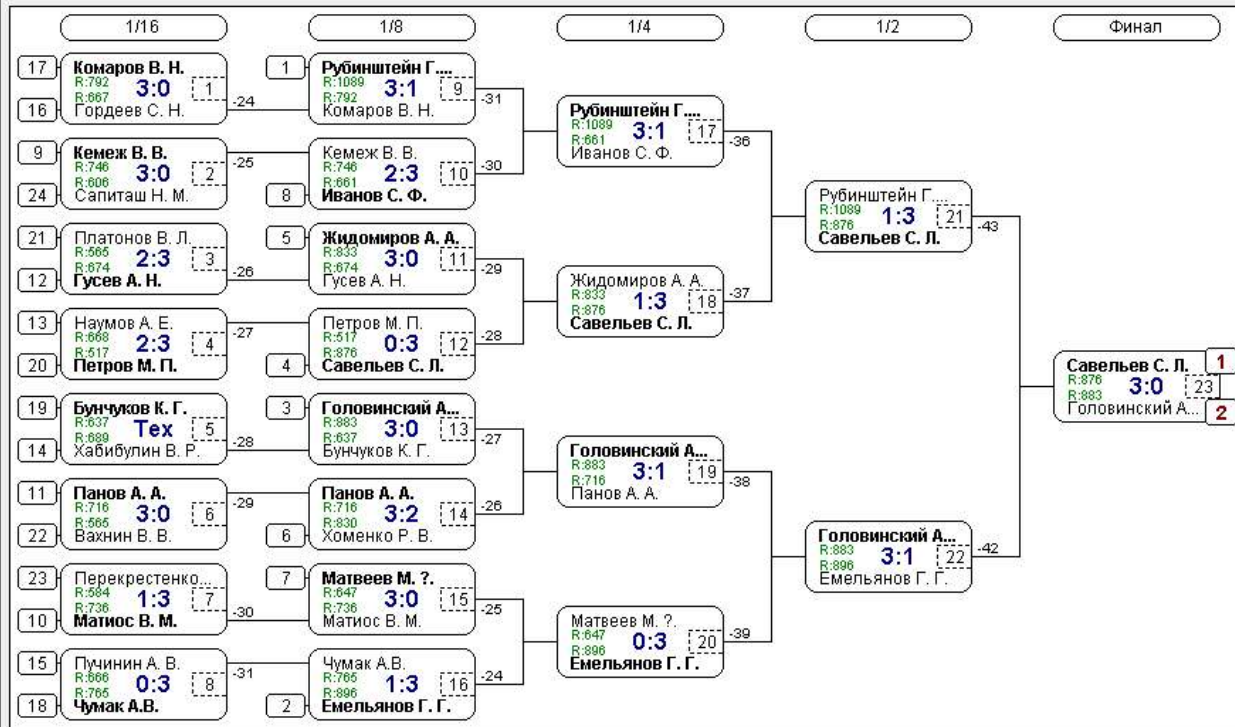 1/16
1/8
1/4
1/2
Финал
17
Комаров В. Н.
R:792
3:0
1
R:667
16
Гордеев С. Н.
-24
9
Кемеж В. В.
R:746
3:0
2
R:606
24
Сапиташ Н. М.
-25
21
Платонов В. Л.
R:565
2:3
3
R:674
12
Гусев А. Н.
-26
13
Наумов А. Е.
R:668
2:3
4
R:517
20
Петров М. П.
-27
19
Бунчуков К. Г.
R:637
Тех
5
R:689
14
Хабибулин В. Р.
-28
11
Панов А. А.
R:716
3:0
6
R:565
22
Вахнин В. В.
-29
23
Перекрестенко...
R:584
1:3
7
R:736
10
Матиос В. М.
-30
15
Пучинин А. В.
R:666
0:3
8
R:765
18
Чумак А.В.
-31
1
Рубинштейн Г....
R:1089
3:1
9
R:792
Комаров В. Н.
-31
Кемеж В. В.
R:746
2:3
10
R:661
8
Иванов С. Ф.
-30
5
Жидомиров А. А.
R:833
3:0
11
R:674
Гусев А. Н.
-29
Петров М. П.
R:517
0:3
12
R:876
4
Савельев С. Л.
-28
3
Головинский А...
R:883
3:0
13
R:637
Бунчуков К. Г.
-27
Панов А. А.
R:716
3:2
14
R:830
6
Хоменко Р. В.
-26
7
Матвеев М. ?.
R:647
3:0
15
R:736
Матиос В. М.
-25
Чумак А.В.
R:765
1:3
16
R:896
2
Емельянов Г. Г.
-24
Рубинштейн Г....
R:1089
3:1
17
R:661
Иванов С. Ф.
-36
Жидомиров А. А.
R:833
1:3
18
R:876
Савельев С. Л.
-37
Головинский А...
R:883
3:1
19
R:716
Панов А. А.
-38
Матвеев М. ?.
R:647
0:3
20
R:896
Емельянов Г. Г.
-39
Рубинштейн Г....
R:1089
1:3
21
R:876
Савельев С. Л.
-43
Головинский А...
R:883
3:1
22
R:896
Емельянов Г. Г.
-42
Савельев С. Л.
1
R:876
3:0
23
R:883
Головинский А...
2